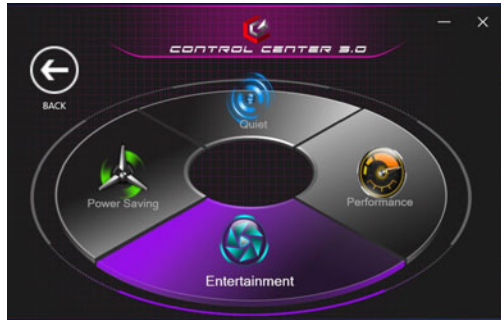 CONTROL CENTER 3.0
BACK
Quiet
Power Saving
Performance
Entertainment